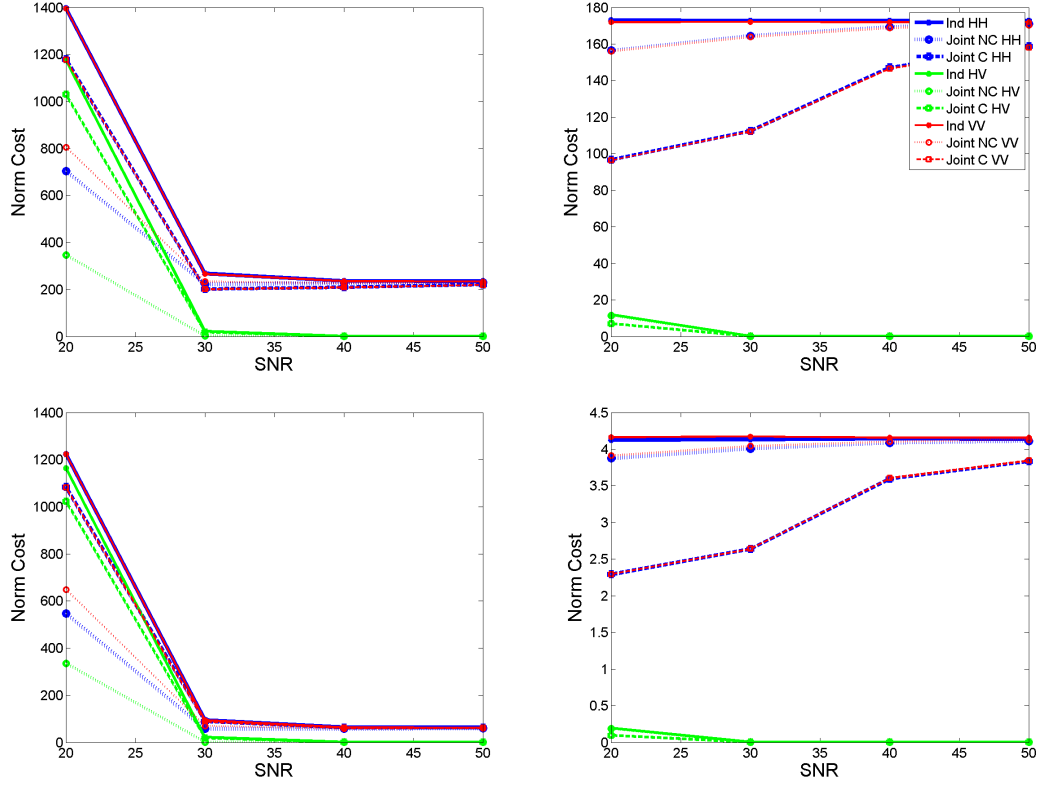 1400
1200
1000
800
600
400
200
0
Norm Cost
20 25 30 35 40 45 50
SNR
180
160
140
120
100
80
60
40
20
0
Norm Cost
20 25 30 35 40 45 50
SNR
Ind HH
Joint NC HH
Joint C HH
Ind HV
Joint NC HV
Joint C HV
Ind VV
Joint NC VV
Joint C VV
1400
1200
1000
800
600
400
200
0
Norm Cost
20 25 30 35 40 45 50
SNR
4.5
4
3.5
3
2.5
2
1.5
1
0.5
0
Norm Cost
20 25 30 35 40 45 50
SNR